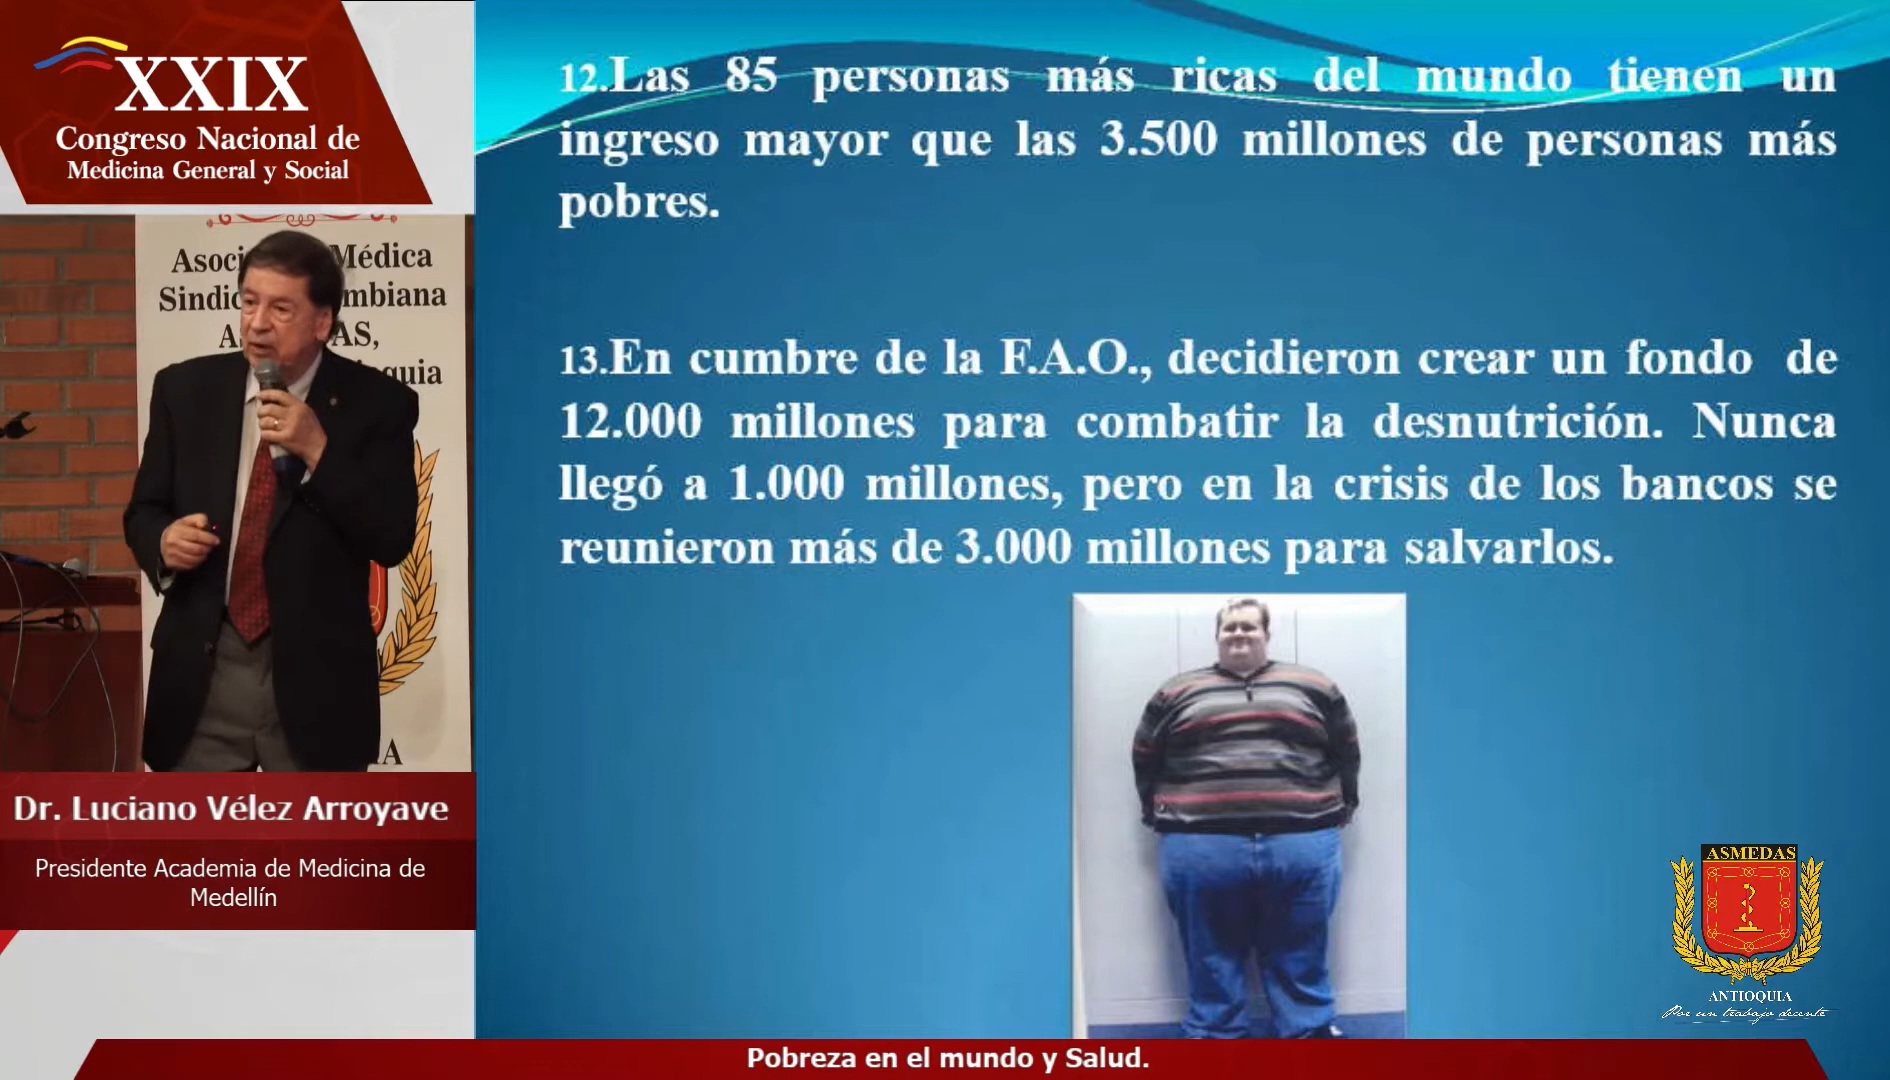 XXIX
Congreso Nacional de
Medicina General y Social
Médica
AS,
A
Dr. Luciano Vélez Arroyave
Presidente Academia de Medicina de
Medellín
12.Las 85 personas más ricas del mundo tienen un
ingreso mayor que las 3.500 millones de personas más
pobres.
13.En cumbre de la F.A.O., decidieron crear un fondo de
12.000 millones para combatir la desnutrición. Nunca
llegó a 1.000 millones, pero en la crisis de los bancos se
reunieron más de 3.000 millones para salvarlos.
ASMEDAS
ANTIOQUIA
Por un trabajo decente
Pobreza en el mundo y Salud.